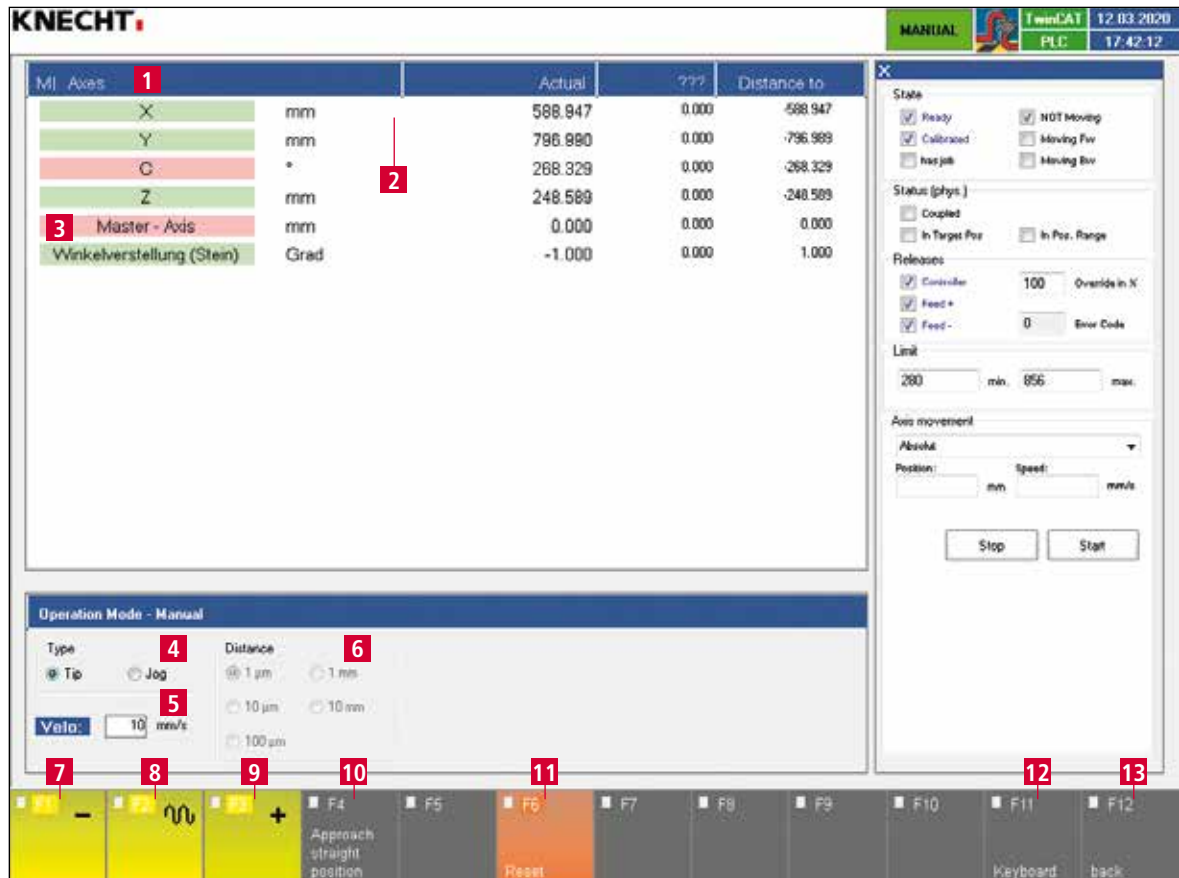 KNECHT
MANUAL
TwinCAT 12.03.2020
PLC 17:42:12
MI Axes 1 Actual ??? Distance to
X mm 588.947 0.000 -588.947
Y mm 796.990 0.000 -796.989
C ° 268.329 0.000 -268.329
2
Z mm 248.589 0.000 -248.589
3 Master - Axis mm 0.000 0.000 0.000
Winkelverstellung (Stein) Grad -1.000 0.000 1.000
X
State
Ready NOT Moving
Calibrated Moving Fw
has job Moving Bw
Status (phys.)
Coupled
In Target Pos In Pos. Range
Releases
Controller 100 Override in %
Feed +
Feed - 0 Error Code
Limit
280 min. 856 max.
Axis movement
Absolut
Position: Speed:
mm mm/s
Stop Start
Operation Mode - Manual
Type 4 Distance 6
Tip Jog 1 µm 1 mm
5
10 µm 10 mm
Velo: 10 mm/s
100 µm
7 8 9 10 11 12 13
F1 - F2 F3 + F4 F5 F6 F7 F8 F9 F10 F11 F12
Approach
straight
position Reset Keyboard back